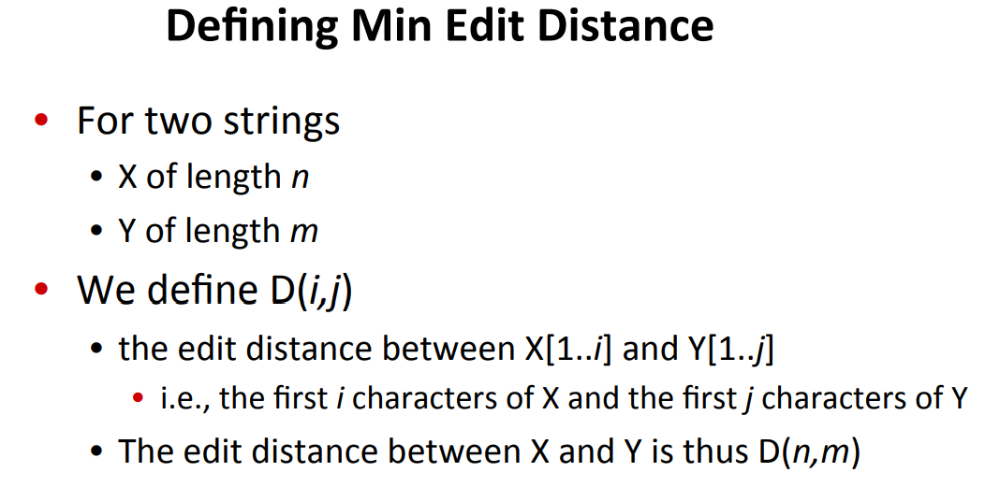 Defining Min Edit Distance
• For two strings
• X of length n
• Y of length m
• We define D(i,j)
• the edit distance between X[1..i] and Y[1..j]
• i.e., the first i characters of X and the first j characters of Y
• The edit distance between X and Y is thus D(n,m)